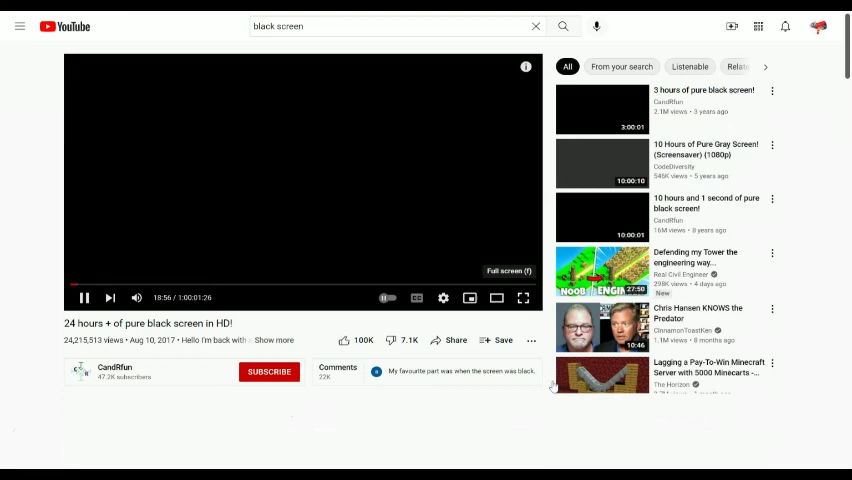 YouTube
black screen
Full screen (f)
18:56 / 1:00:01:26
CC
24 hours + of pure black screen in HD!
24,215,513 views • Aug 10, 2017 • Hello I'm back with
Show more
100K
7.1K
Share
Save
CandRfun
47.2K subscribers
SUBSCRIBE
Comments
22K
My favourite part was when the screen was black.
All
From your search
Listenable
Relate
3 hours of pure black screen!
CandRfun
2.1M views • 3 years ago
3:00:01
10 Hours of Pure Gray Screen!
(Screensaver) (1080p)
CodeDiversity
546K views • 5 years ago
10:00:10
10 hours and 1 second of pure
black screen!
CandRfun
16M views • 8 years ago
10:00:01
Defending my Tower the
engineering way...
Real Civil Engineer
298K views • 4 days ago
New
NOOB
ENGIN
27:50
Chris Hansen KNOWS the
Predator
CinnamonToastKen
1.1M views • 8 months ago
10:46
Lagging a Pay-To-Win Minecraft
Server with 5000 Minecarts -...
The Horizon